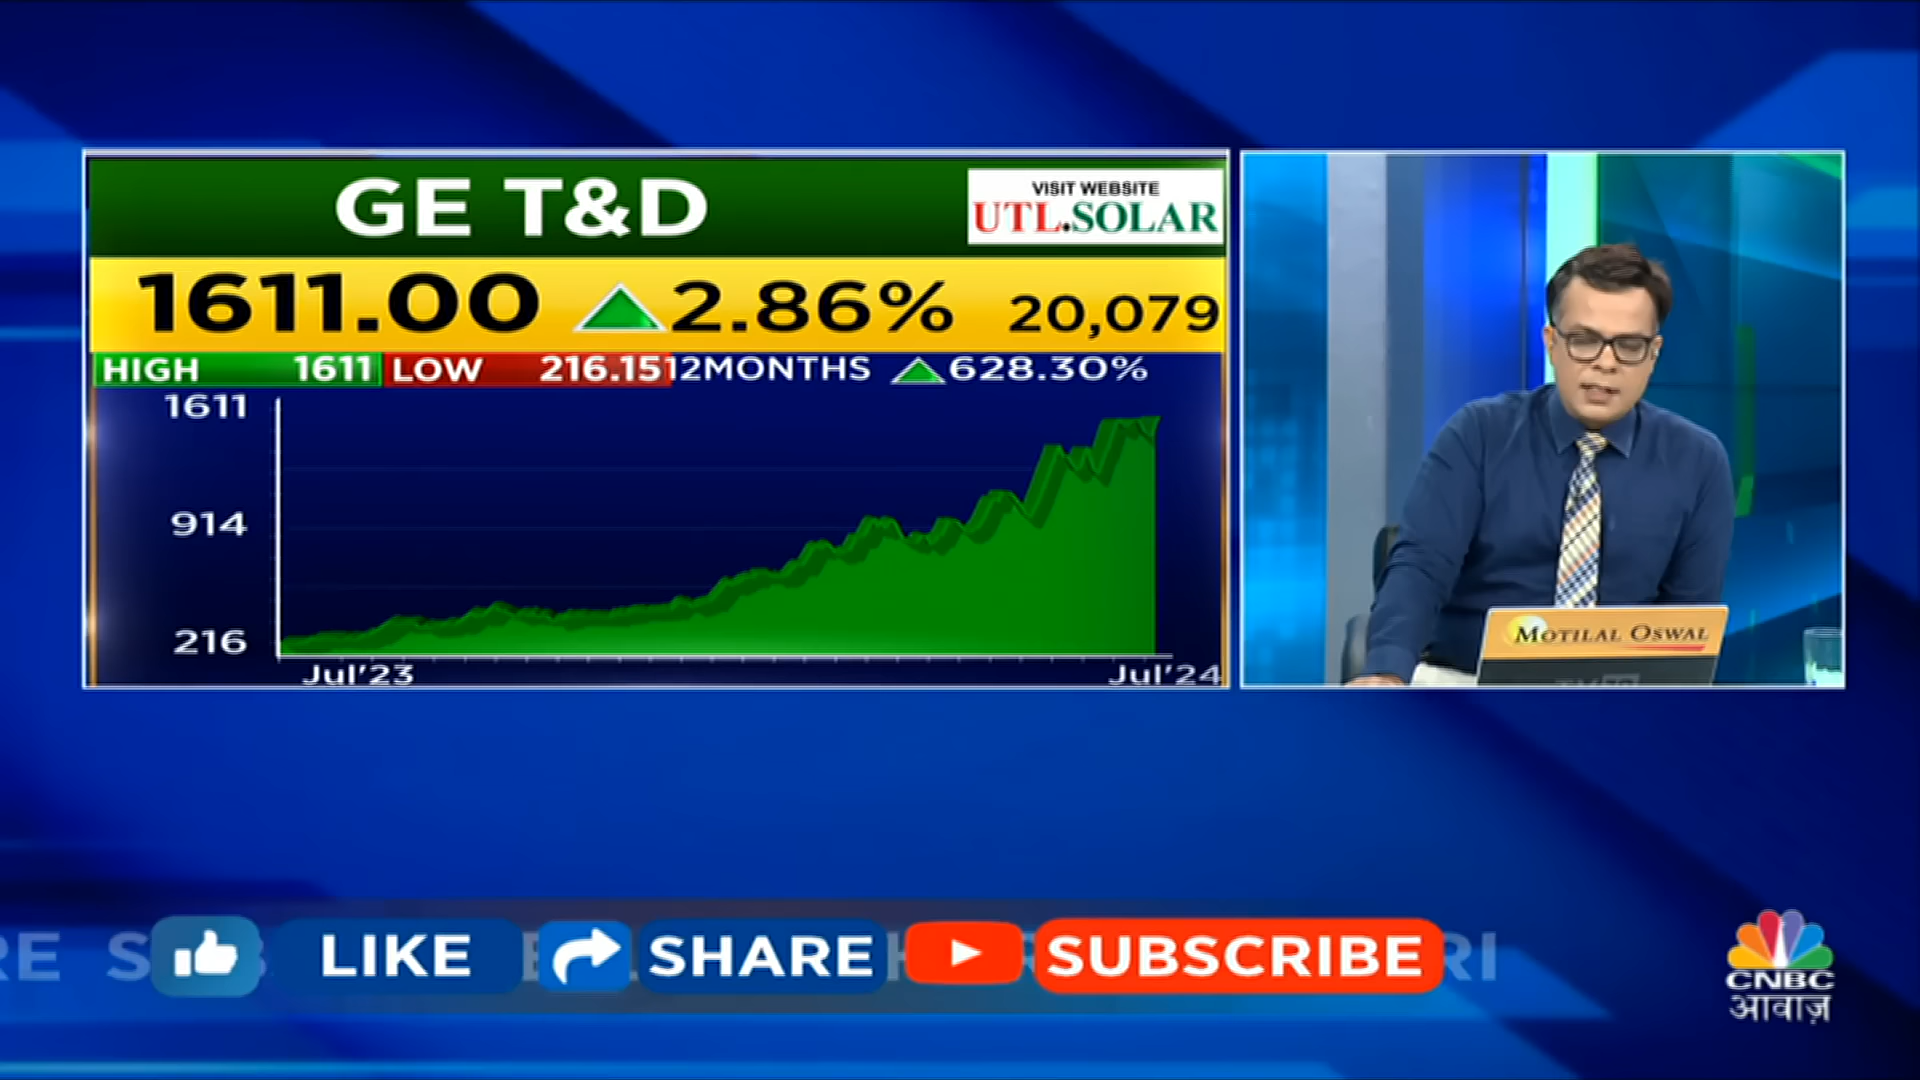 GE T&D
VISIT WEBSITE
UTL.SOLAR
1611.00 2.86% 20,079
HIGH 1611 LOW 216.15 12MONTHS 628.30%
1611
914
216
Jul'23 Jul'24
MOTILAL OSWAL
LIKE SHARE SUBSCRIBE
CNBC
आवाज़